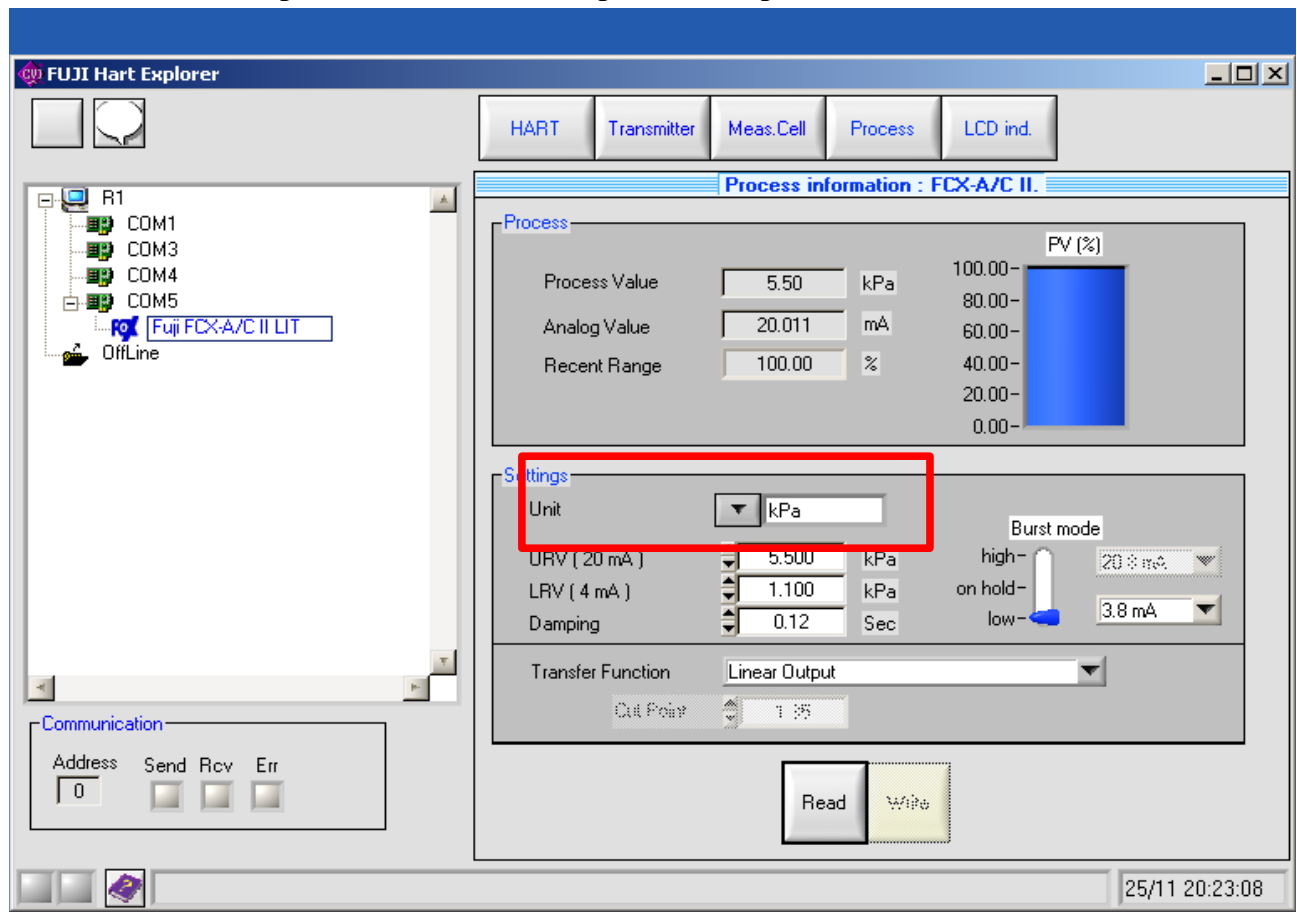 FUJI Hart Explorer
HART Transmitter Meas.Cell Process LCD ind.
R1
COM1
COM3
COM4
COM5
Fuji FCX-A/C II LIT
OffLine
Process information : FCX-A/C II.
Process
PV (%)
Process Value 5.50 kPa
Analog Value 20.011 mA
Recent Range 100.00 %
100.00
80.00
60.00
40.00
20.00
0.00
Settings
Unit kPa
URV ( 20 mA ) 5.500 kPa
LRV ( 4 mA ) 1.100 kPa
Damping 0.12 Sec
Burst mode
high
on hold
low
3.8 mA
Transfer Function Linear Output
Cut Point
Read Write
Communication
Address Send Rcv Err
0
25/11 20:23:08